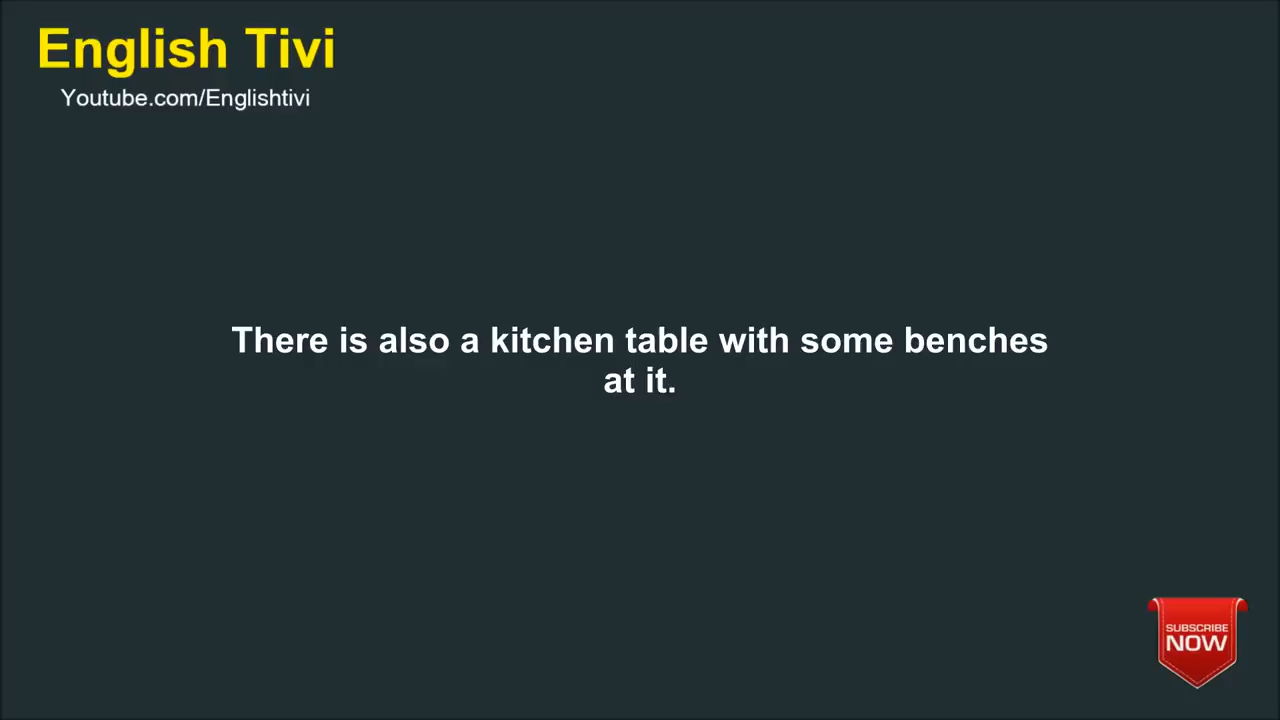 English Tivi
Youtube.com/Englishtivi
There is also a kitchen table with some benches
at it.
SUBSCRIBE
NOW